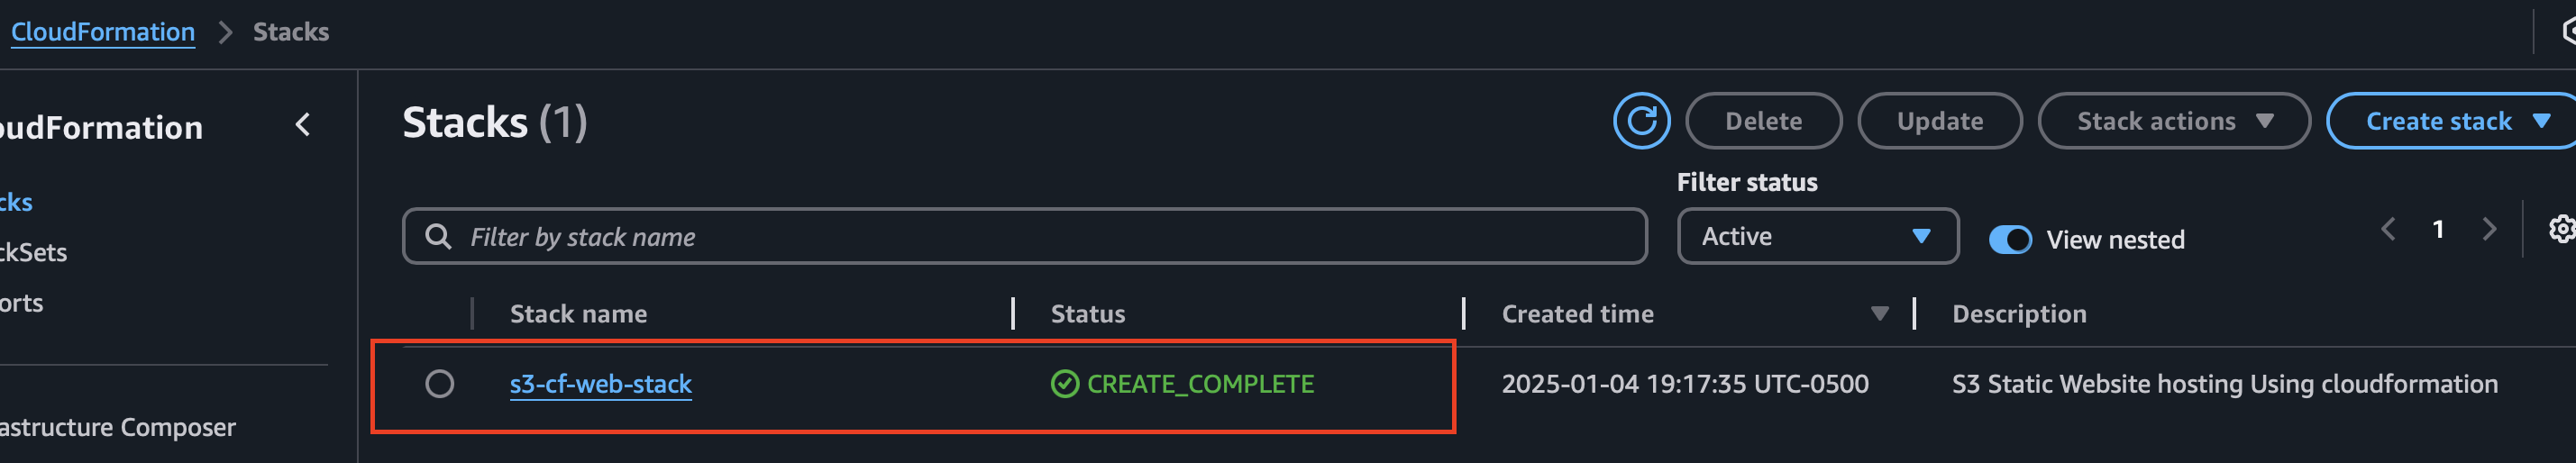 CloudFormation > Stacks
oudFormation
cks
ckSets
orts
astructure Composer
Stacks (1)
Delete
Update
Stack actions
Create stack
Filter by stack name
Filter status
Active
View nested
1
Stack name Status Created time Description
s3-cf-web-stack CREATE_COMPLETE 2025-01-04 19:17:35 UTC-0500 S3 Static Website hosting Using cloudformation